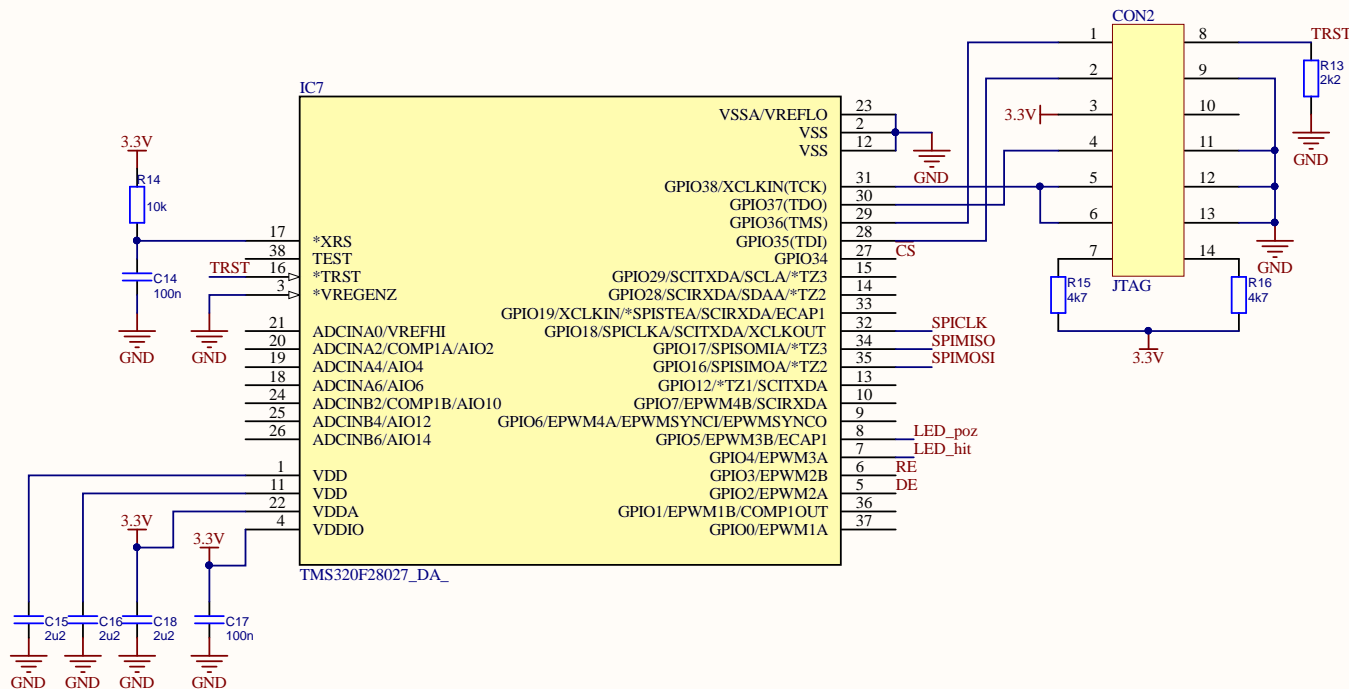 IC7
TMS320F28027_DA_
17 *XRS
38 TEST
16 *TRST
3 *VREGENZ
21 ADCINA0/VREFHI
20 ADCINA2/COMP1A/AIO2
19 ADCINA4/AIO4
18 ADCINA6/AIO6
24 ADCINB2/COMP1B/AIO10
25 ADCINB4/AIO12
26 ADCINB6/AIO14
1 VDD
11 VDD
22 VDDA
4 VDDIO
VSSA/VREFLO 23
VSS 2
VSS 12
GND
GPIO38/XCLKIN(TCK) 31
GPIO37(TDO) 30
GPIO36(TMS) 29
GPIO35(TDI) 28
GPIO34 27 CS
GPIO29/SCITXDA/SCLA/*TZ3 15
GPIO28/SCIRXDA/SDAA/*TZ2 14
GPIO19/XCLKIN/*SPISTEA/SCIRXDA/ECAP1 33
GPIO18/SPICLKA/SCITXDA/XCLKOUT 32 SPICLK
GPIO17/SPISOMIA/*TZ3 34 SPIMISO
GPIO16/SPISIMOA/*TZ2 35 SPIMOSI
GPIO12/*TZ1/SCITXDA 13
GPIO7/EPWM4B/SCIRXDA 10
GPIO6/EPWM4A/EPWMSYNCI/EPWMSYNCO 9
GPIO5/EPWM3B/ECAP1 8 LED_poz
GPIO4/EPWM3A 7 LED_hit
GPIO3/EPWM2B 6 RE
GPIO2/EPWM2A 5 DE
GPIO1/EPWM1B/COMP1OUT 36
GPIO0/EPWM1A 37
3.3V
R14
10k
C14
100n
GND
TRST
GND
3.3V
3.3V
C15
2u2
C16
2u2
C18
2u2
C17
100n
GND
GND
GND
GND
CON2
1 8
2 9
3.3V 3 10
4 11
5 12
6 13
7 14
JTAG
TRST
R13
2k2
GND
GND
R15
4k7
R16
4k7
3.3V